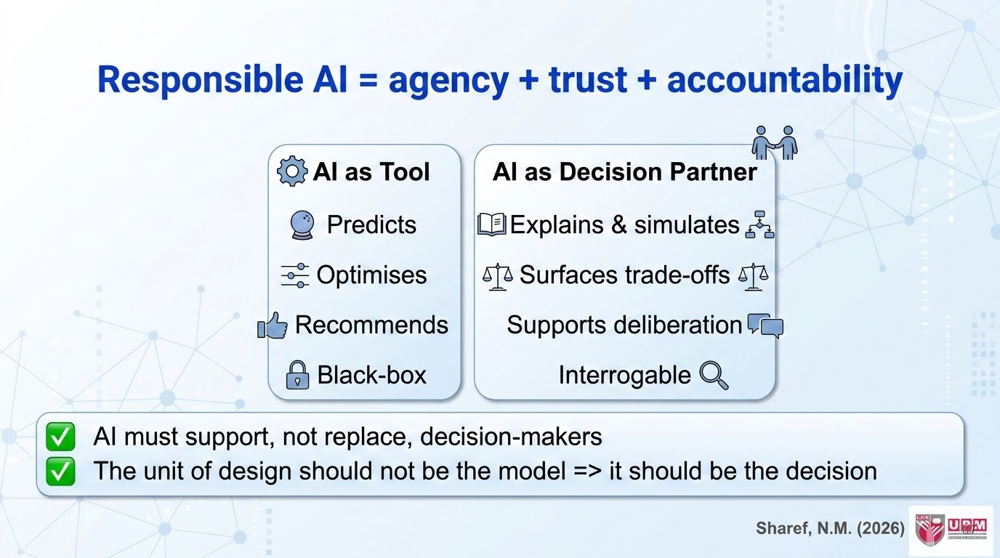 Responsible AI = agency + trust + accountability
AI as Tool
Predicts
Optimises
Recommends
Black-box
AI as Decision Partner
Explains & simulates
Surfaces trade-offs
Supports deliberation
Interrogable
AI must support, not replace, decision-makers
The unit of design should not be the model => it should be the decision
Sharef, N.M. (2026)
UPM